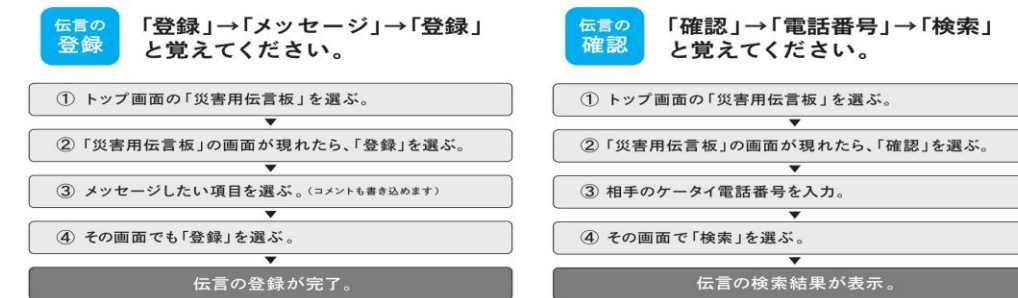 伝言の
登録
「登録」→「メッセージ」→「登録」
と覚えてください。
① トップ画面の「災害用伝言板」を選ぶ。
▼
②「災害用伝言板」の画面が現れたら、「登録」を選ぶ。
▼
③ メッセージしたい項目を選ぶ。(コメントも書き込めます)
▼
④ その画面でも「登録」を選ぶ。
▼
伝言の登録が完了。
伝言の
確認
「確認」→「電話番号」→「検索」
と覚えてください。
① トップ画面の「災害用伝言板」を選ぶ。
▼
②「災害用伝言板」の画面が現れたら、「確認」を選ぶ。
▼
③ 相手のケータイ電話番号を入力。
▼
④ その画面で「検索」を選ぶ。
▼
伝言の検索結果が表示。